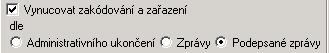 Vynucovat zakódování a zařazení
dle
Administrativního ukončení Zprávy Podepsané zprávy